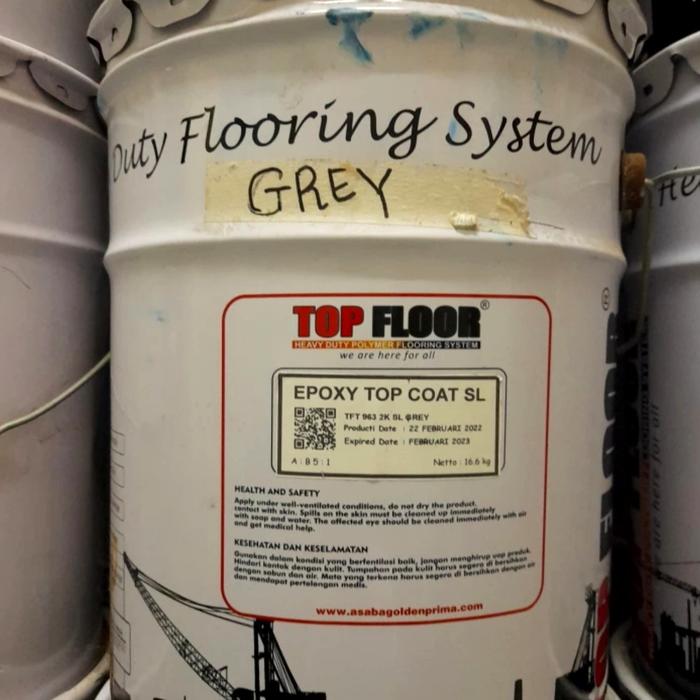 Duty Flooring System
GREY
TOP FLOOR®
HEAVY DUTY POLYMER FLOORING SYSTEM
we are here for all
EPOXY TOP COAT SL
TFT 963 2K SL GREY
Producti Date : 22 FEBRUARI 2022
Expired Date : FEBRUARI 2023
A : B 5 : 1
Netto : 16.6 kg
HEALTH AND SAFETY
Apply under well-ventilated conditions, do not dry the product.
contact with skin. Spills on the skin must be cleaned up immediately
with soap and water. The affected eye should be cleaned immediately with air
and get medical help.
KESEHATAN DAN KESELAMATAN
Gunakan dalam kondisi yang berfentilasi baik, jangan menghirup uap produk.
Hindari kontak dengan kulit. Tumpahan pada kulit harus segera di bersihkan
dengan sabun dan air. Mata yang terkena harus segera di bersihkan dengan air
dan mendapat pertolongan medis.
www.asabagoldenprima.com
He